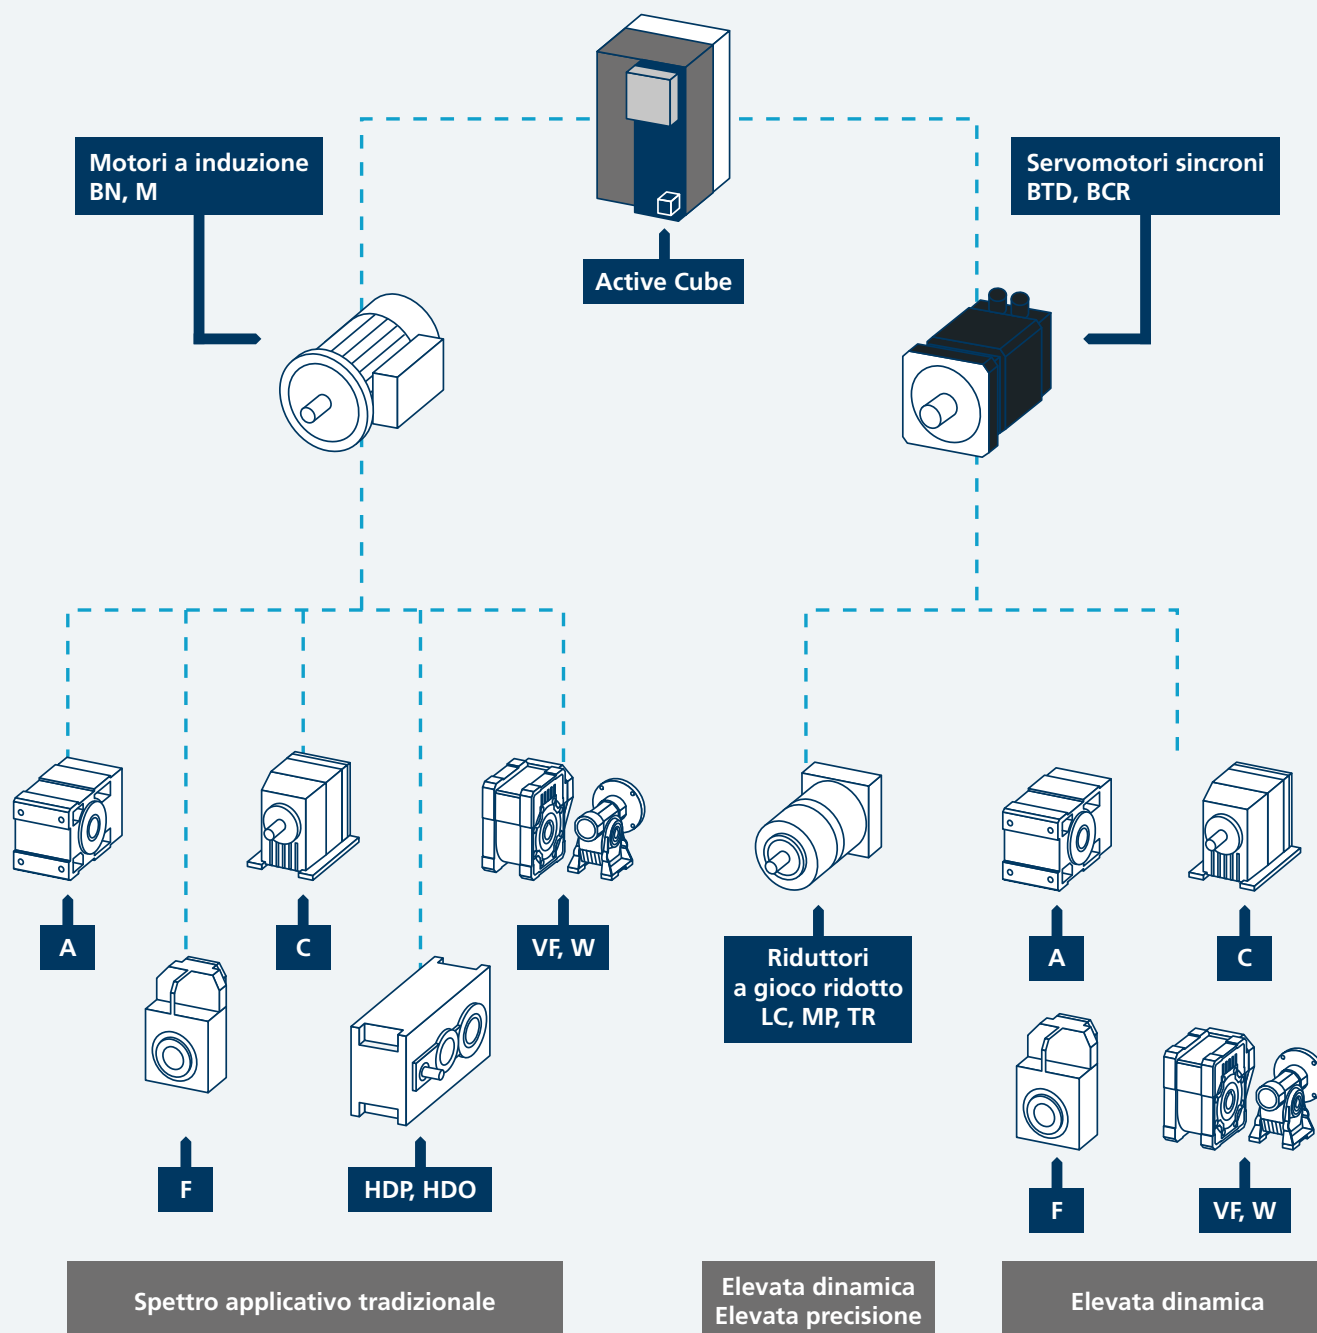 Motori a induzione
BN, M
Servomotori sincroni
BTD, BCR
Active Cube
A
C
VF, W
Riduttori
a gioco ridotto
LC, MP, TR
A
C
F
HDP, HDO
F
VF, W
Spettro applicativo tradizionale
Elevata dinamica
Elevata precisione
Elevata dinamica